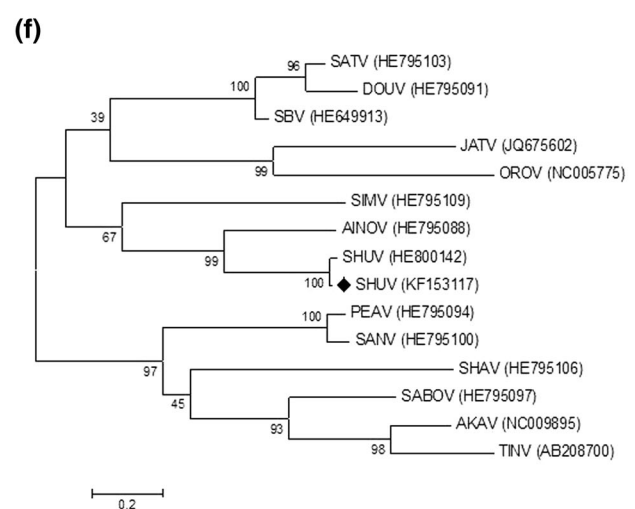 (f)
96
SATV (HE795103)
100
DOUV (HE795091)
39
SBV (HE649913)
JATV (JQ675602)
99
OROV (NC005775)
SIMV (HE795109)
67
AINOV (HE795088)
99
SHUV (HE800142)
100
SHUV (KF153117)
100
PEAV (HE795094)
SANV (HE795100)
97
SHAV (HE795106)
45
SABOV (HE795097)
93
AKAV (NC009895)
98
TINV (AB208700)
0.2